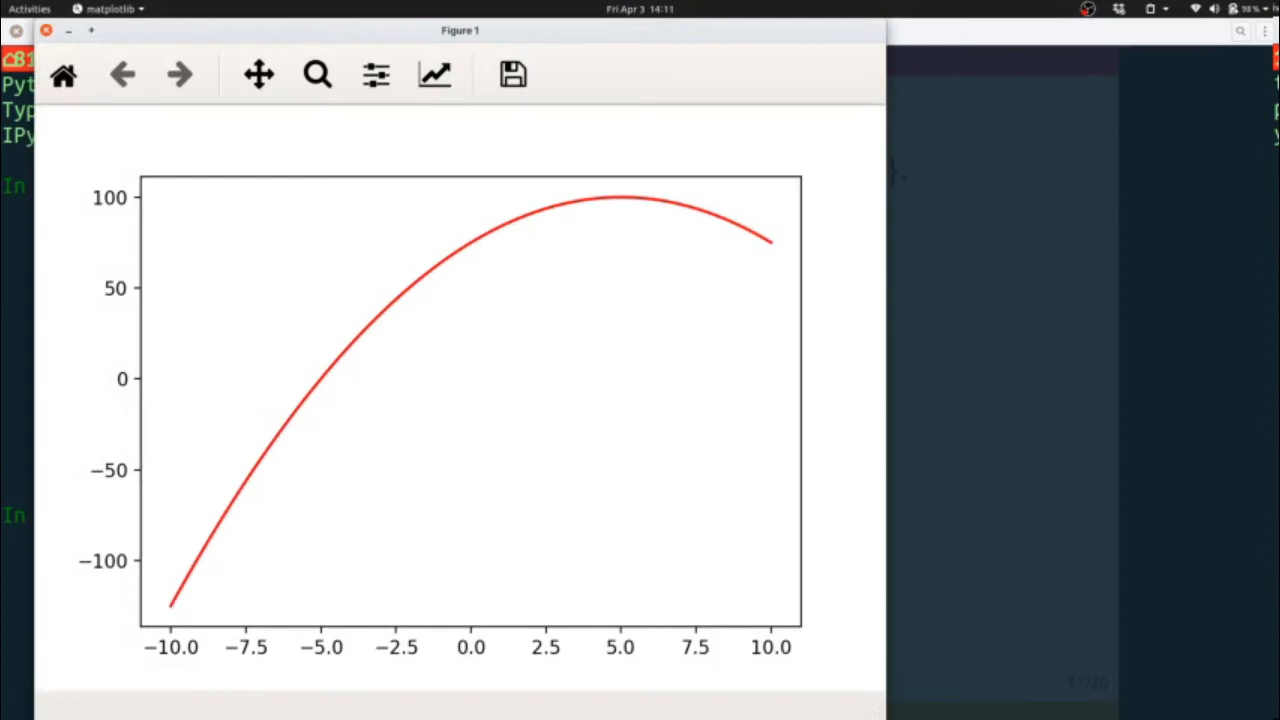 Activities matplotlib Fri Apr 3 14:11 93%
Figure 1
Pyt
Typ
IPy
In
In
100
50
0
−50
−100
−10.0 −7.5 −5.0 −2.5 0.0 2.5 5.0 7.5 10.0